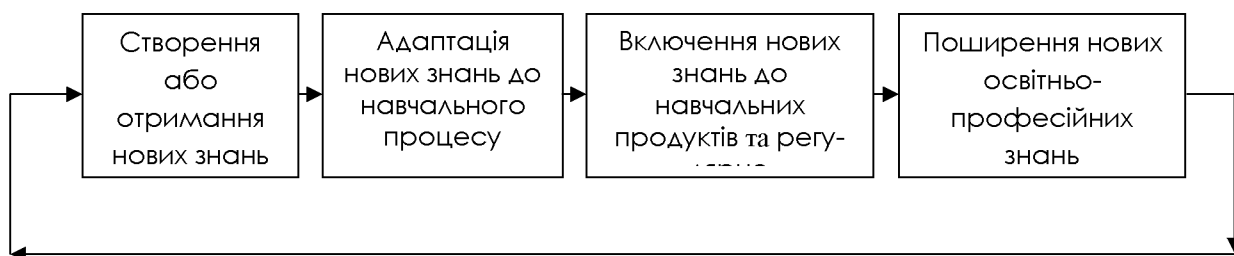 Створення
або
отримання
нових знань
Адаптація
нових знань до
навчального
процесу
Включення нових
знань до
навчальних
продуктів та регу-
Поширення нових
освітньо-
професійних
знань